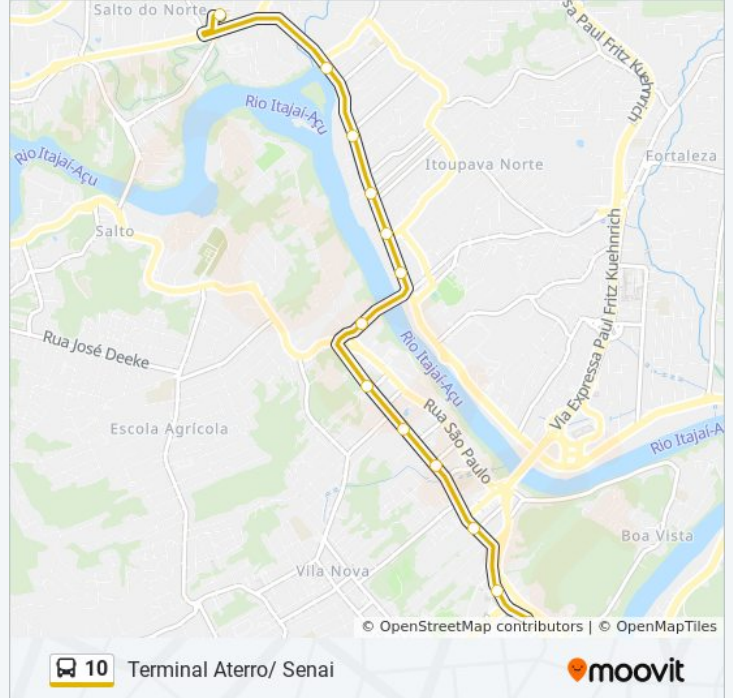 Salto do Norte
sa Paul Fritz Kuehnrich
Rio Itajaí-Açu
Rio Itajaí-Açu
Itoupava Norte
Fortaleza
Salto
Via Expressa Paul Fritz Kuehnrich
Rua José Deeke
Rio Itajaí-Açu
Rua São Paulo
Escola Agrícola
Rio Itajaí-A
Boa Vista
Vila Nova
© OpenStreetMap contributors | © OpenMapTiles
10 Terminal Aterro/ Senai
moovit